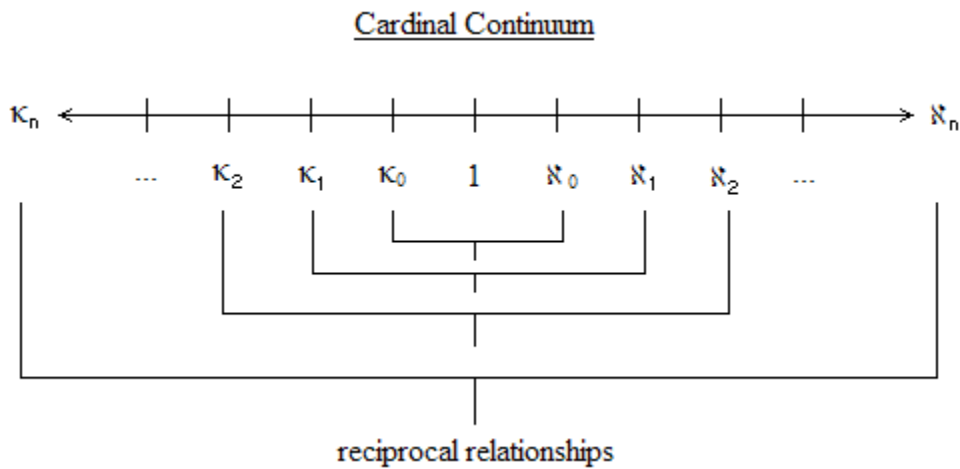 Cardinal Continuum
κₙ ℵₙ
... κ₂ κ₁ κ₀ 1 ℵ₀ ℵ₁ ℵ₂ ...
reciprocal relationships